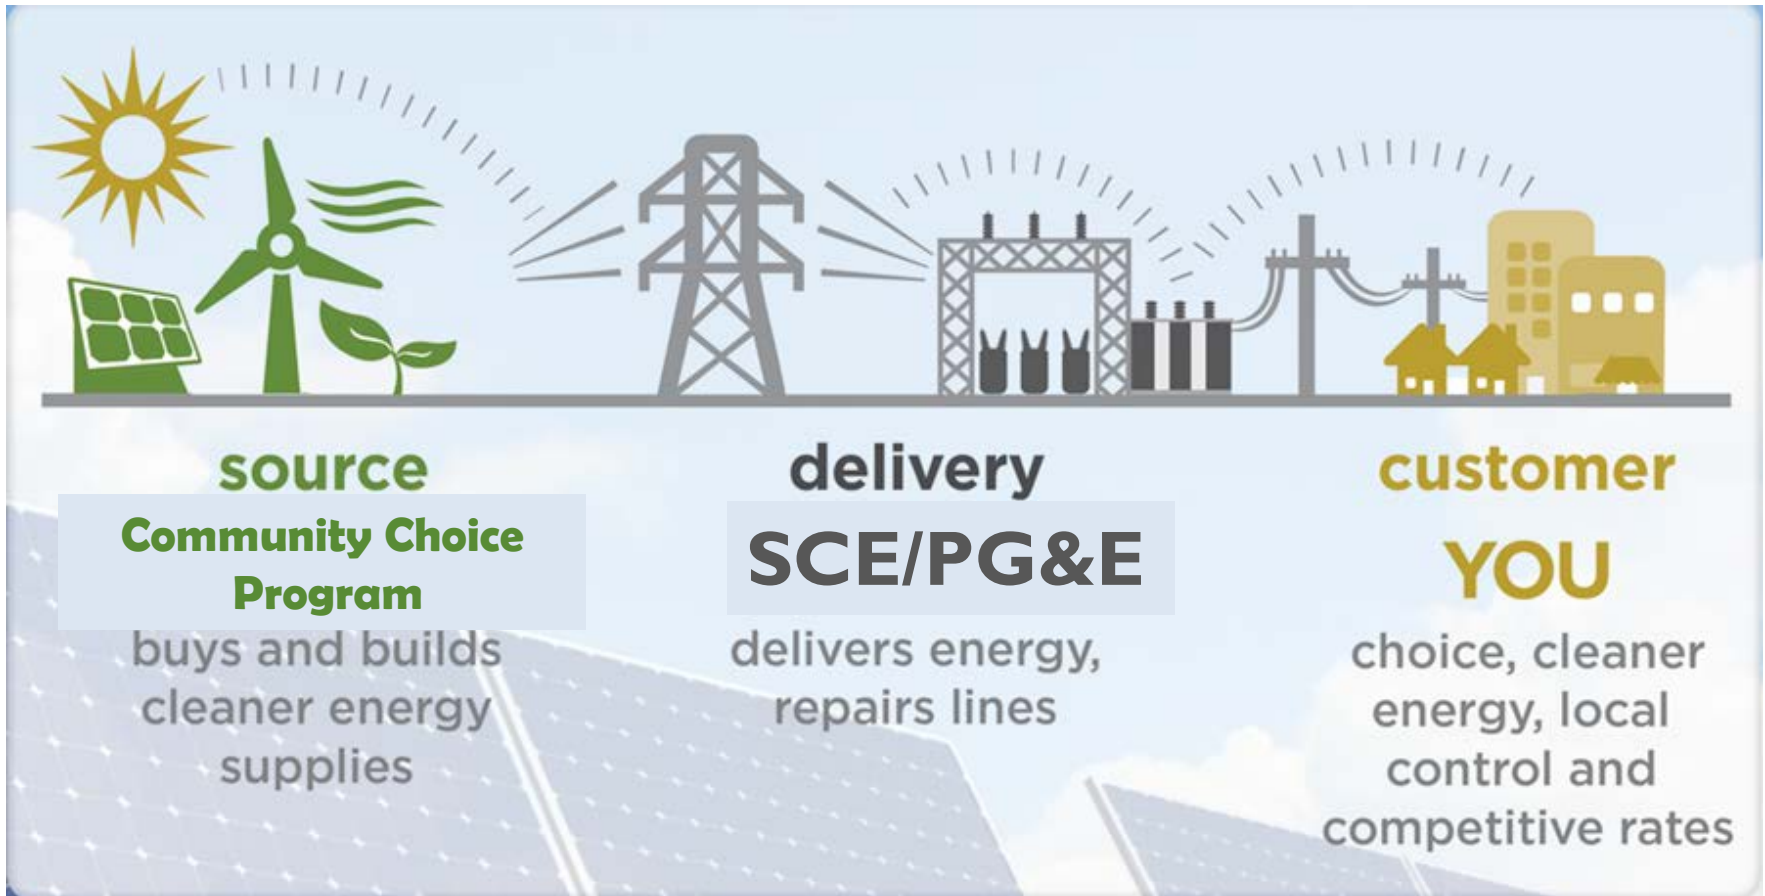 source
Community Choice
Program
buys and builds
cleaner energy
supplies
delivery
SCE/PG&E
delivers energy,
repairs lines
customer
YOU
choice, cleaner
energy, local
control and
competitive rates